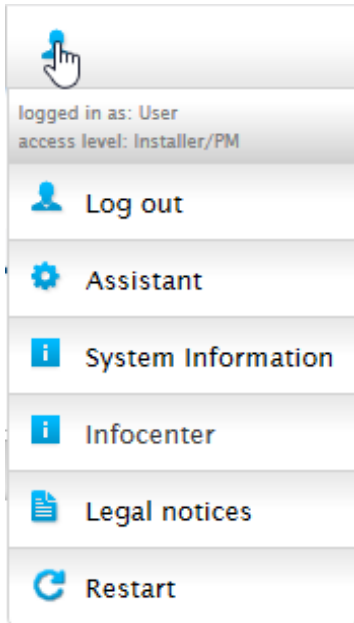 logged in as: User
access level: Installer/PM
Log out
Assistant
System Information
Infocenter
Legal notices
Restart